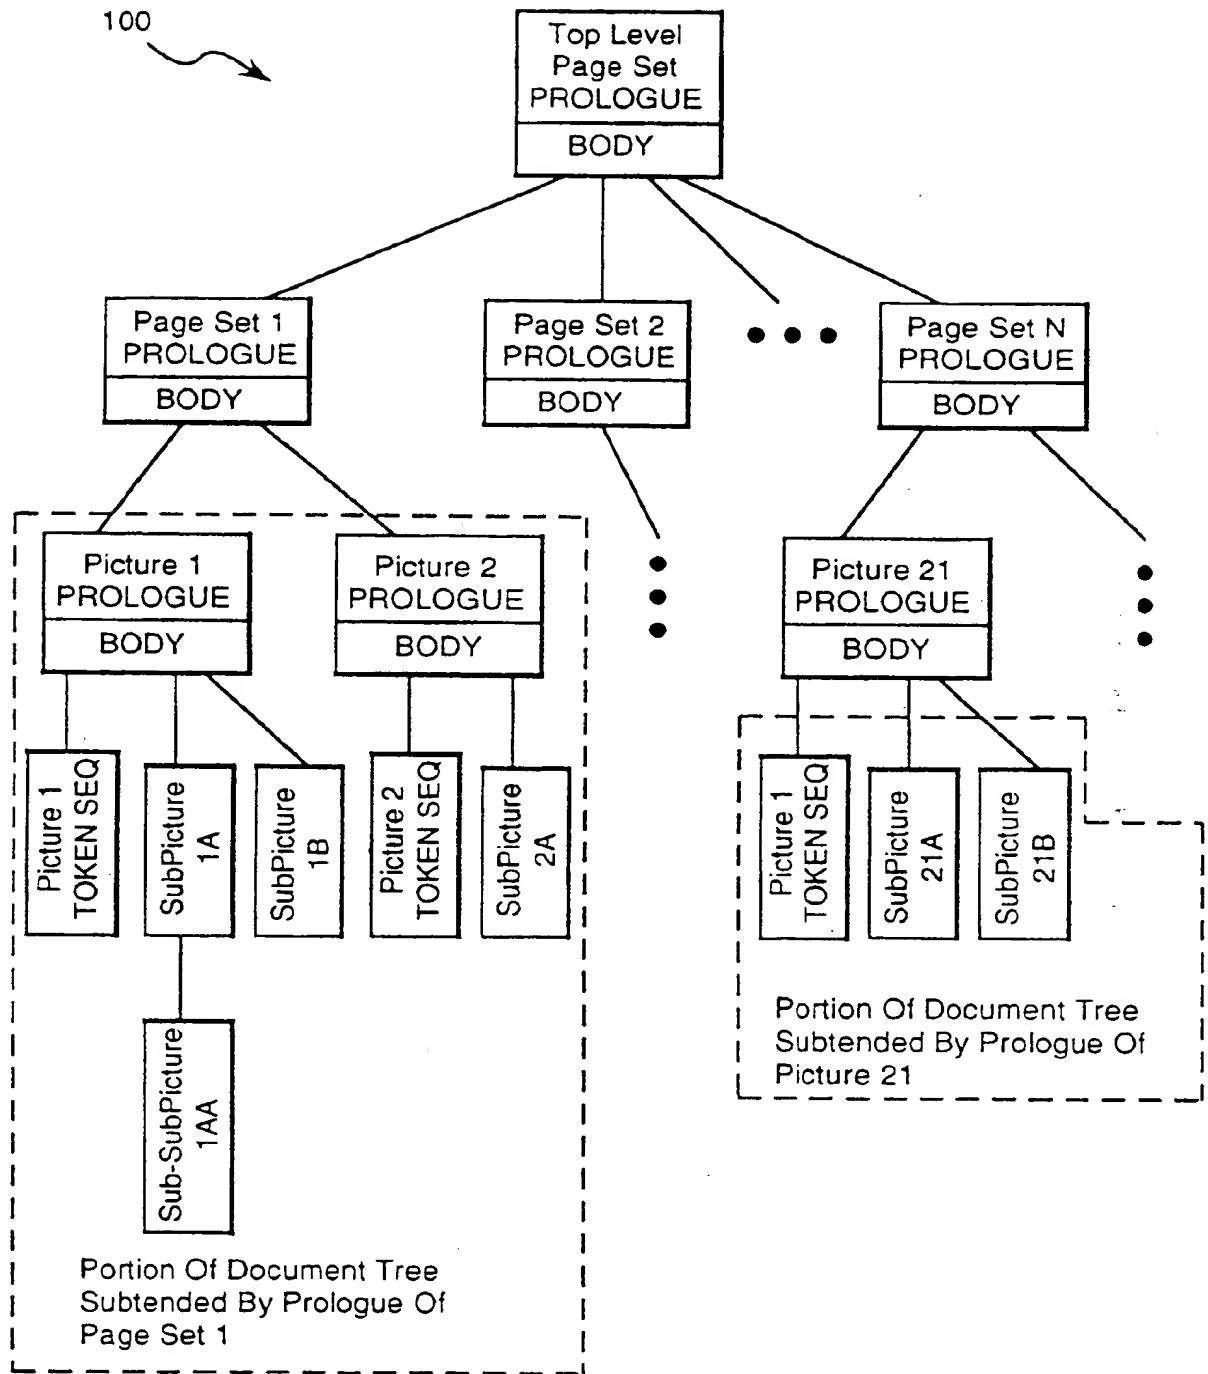 100
Top Level
Page Set
PROLOGUE
BODY
Page Set 1
PROLOGUE
BODY
Page Set 2
PROLOGUE
BODY
Page Set N
PROLOGUE
BODY
Picture 1
PROLOGUE
BODY
Picture 2
PROLOGUE
BODY
Picture 21
PROLOGUE
BODY
Picture 1
TOKEN SEQ
SubPicture
1A
SubPicture
1B
Picture 2
TOKEN SEQ
SubPicture
2A
Picture 1
TOKEN SEQ
SubPicture
21A
SubPicture
21B
Sub-SubPicture
1AA
Portion Of Document Tree
Subtended By Prologue Of
Picture 21
Portion Of Document Tree
Subtended By Prologue Of
Page Set 1